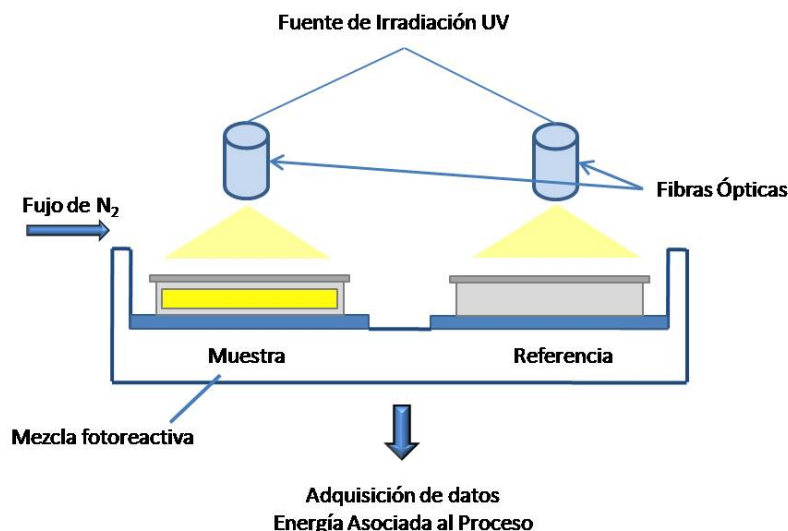 Fuente de Irradiación UV
Fibras Ópticas
Fujo de N₂
Muestra
Referencia
Mezcla fotoreactiva
Adquisición de datos
Energía Asociada al Proceso